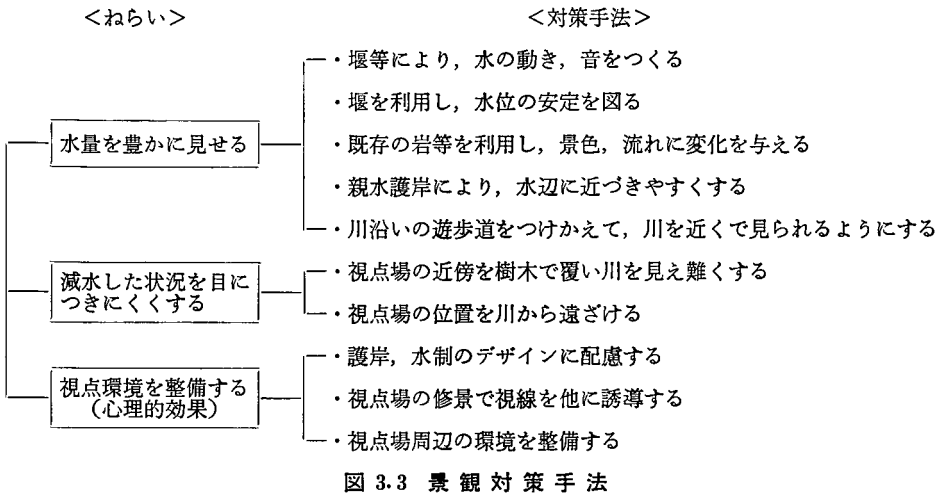 ＜ねらい＞ ＜対策手法＞
・堰等により，水の動き，音をつくる
・堰を利用し，水位の安定を図る
水量を豊かに見せる ・既存の岩等を利用し，景色，流れに変化を与える
・親水護岸により，水辺に近づきやすくする
・川沿いの遊歩道をつけかえて，川を近くで見られるようにする
減水した状況を目に
つきにくくする
・視点場の近傍を樹木で覆い川を見え難くする
・視点場の位置を川から遠ざける
・護岸，水制のデザインに配慮する
視点環境を整備する
（心理的効果）
・視点場の修景で視線を他に誘導する
・視点場周辺の環境を整備する
図 3.3 景観対策手法